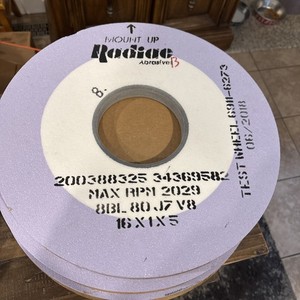 MOUNT UP
Radiac
Abrasives
8.
200388325 34369582
MAX RPM 2029
8BL 80 J7 V8
16 X 1 X 5
TEST WHEEL 6911-6273
06/2018